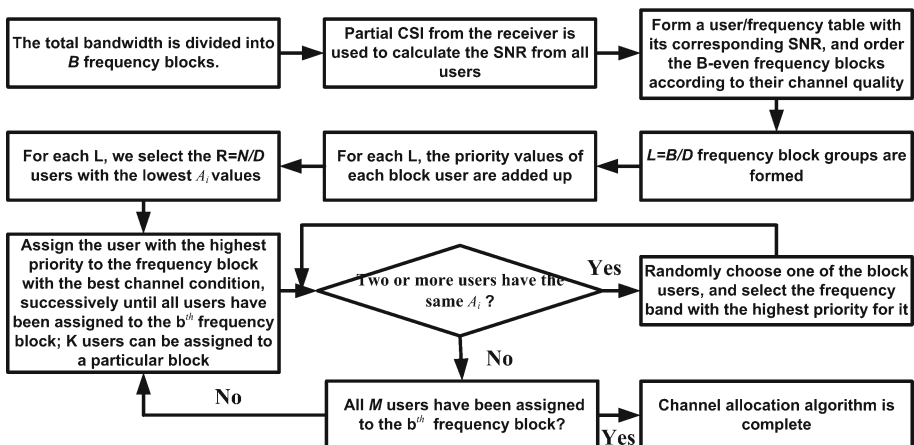 The total bandwidth is divided into
B frequency blocks.
Partial CSI from the receiver is
used to calculate the SNR from all
users
Form a user/frequency table with
its corresponding SNR, and order
the B-even frequency blocks
according to their channel quality
For each L, we select the R=N/D
users with the lowest A_i values
For each L, the priority values of
each block user are added up
L=B/D frequency block groups are
formed
Assign the user with the highest
priority to the frequency block
with the best channel condition,
successively until all users have
been assigned to the b^th frequency
block; K users can be assigned to
a particular block
Two or more users have the
same A_i ?
Yes
Randomly choose one of the block
users, and select the frequency
band with the highest priority for it
No
No
All M users have been assigned
to the b^th frequency block?
Yes
Channel allocation algorithm is
complete